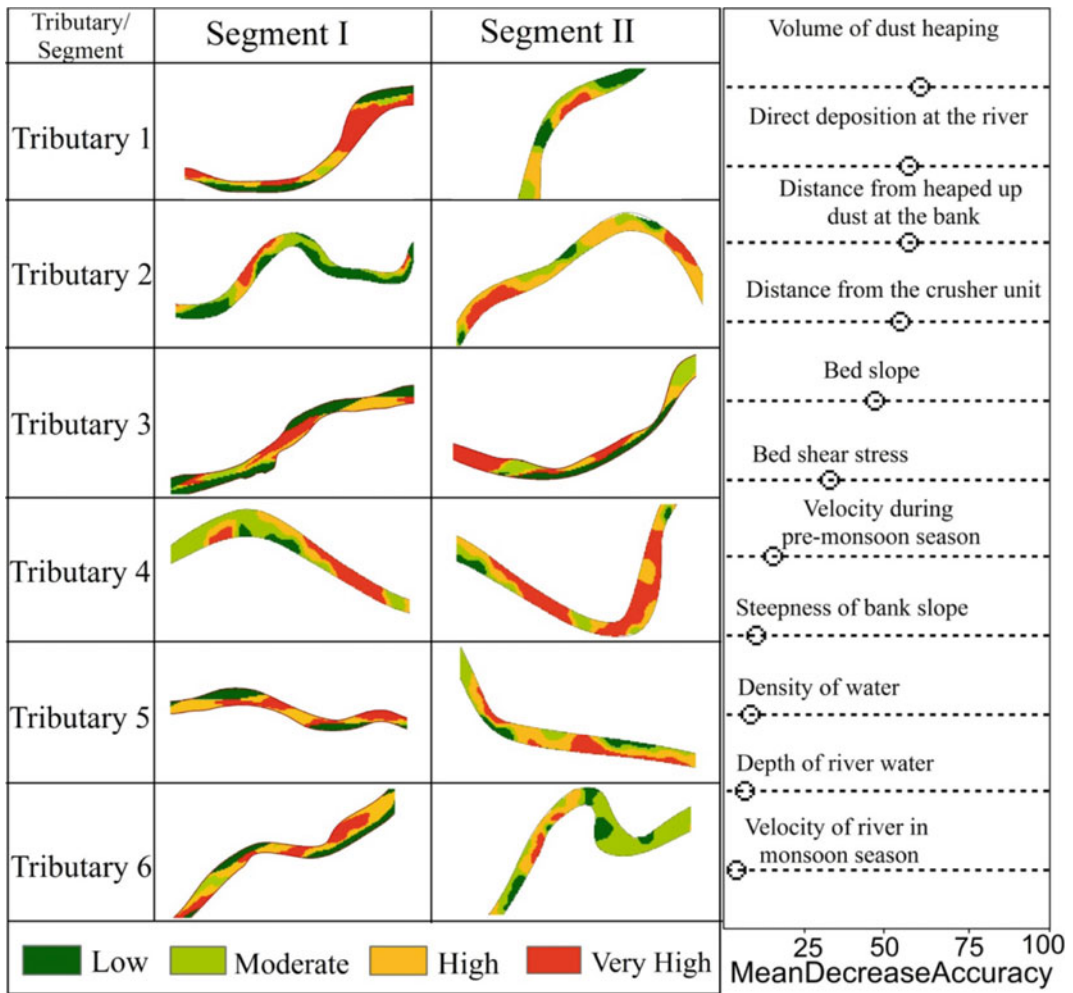 Tributary/
Segment
Segment I
Segment II
Tributary 1
Tributary 2
Tributary 3
Tributary 4
Tributary 5
Tributary 6
Low
Moderate
High
Very High
Volume of dust heaping
Direct deposition at the river
Distance from heaped up
dust at the bank
Distance from the crusher unit
Bed slope
Bed shear stress
Velocity during
pre-monsoon season
Steepness of bank slope
Density of water
Depth of river water
Velocity of river in
monsoon season
25 50 75 100
MeanDecreaseAccuracy